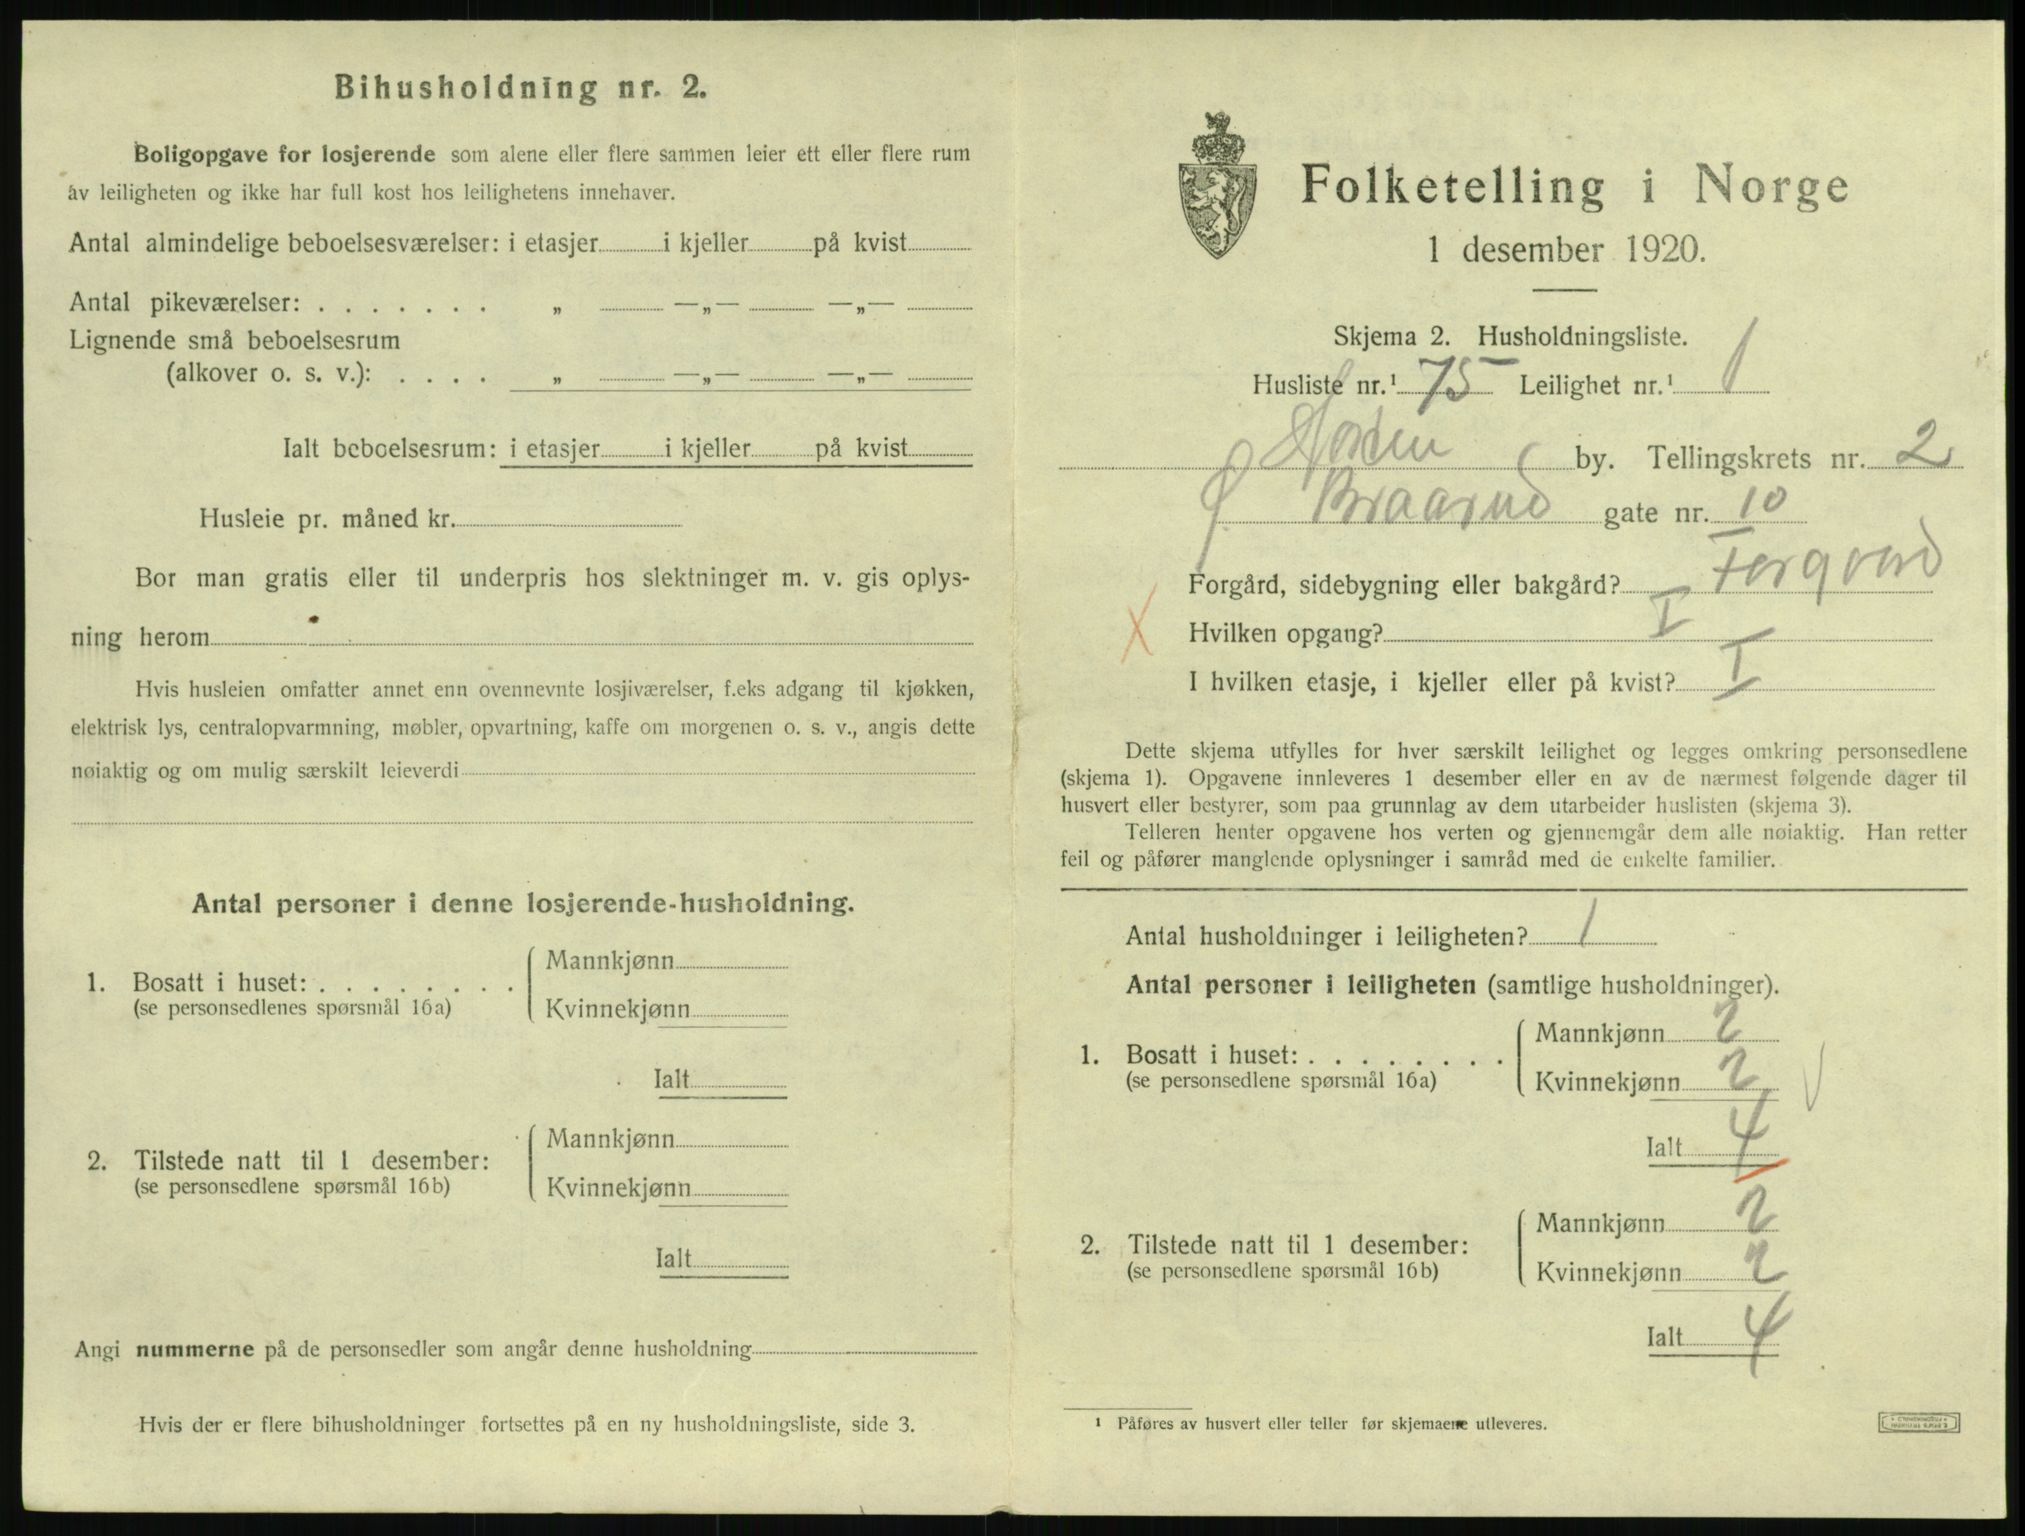 Bihusholdning nr. 2.
Boligopgave for losjerende som alene eller flere sammen leier ett eller flere rum
av leiligheten og ikke har full kost hos leilighetens innehaver.
Antal almindelige beboelsesværelser: i etasjer i kjeller på kvist
Antal pikeværelser: . . . . . . . „ —„— —„—
Lignende små beboelsesrum
(alkover o. s. v.): . . . . „ —„— —„—
Ialt beboelsesrum: i etasjer i kjeller på kvist
Husleie pr. måned kr.
Bor man gratis eller til underpris hos slektninger m. v. gis oplys-
ning herom
Hvis husleien omfatter annet enn ovennevnte losjiværelser, f.eks adgang til kjøkken,
elektrisk lys, centralopvarmning, møbler, opvartning, kaffe om morgenen o. s. v., angis dette
nøiaktig og om mulig særskilt leieverdi
Antal personer i denne losjerende-husholdning.
1. Bosatt i huset: . . . . . . . . Mannkjønn
(se personsedlenes spørsmål 16a) Kvinnekjønn
Ialt
2. Tilstede natt til 1 desember: Mannkjønn
(se personsedlene spørsmål 16b) Kvinnekjønn
Ialt
Angi nummerne på de personsedler som angår denne husholdning
Hvis der er flere bihusholdninger fortsettes på en ny husholdningsliste, side 3.
Folketelling i Norge
1 desember 1920.
Skjema 2. Husholdningsliste.
Husliste nr.¹ 75 Leilighet nr.¹ 1
by. Tellingskrets nr. 2
Ø Braarud gate nr. 10
Forgård, sidebygning eller bakgård? Forgaard
X Hvilken opgang? I
I hvilken etasje, i kjeller eller på kvist? I
Dette skjema utfylles for hver særskilt leilighet og legges omkring personsedlene
(skjema 1). Opgavene innleveres 1 desember eller en av de nærmest følgende dager til
husvert eller bestyrer, som paa grunnlag av dem utarbeider huslisten (skjema 3).
Telleren henter opgavene hos verten og gjennemgår dem alle nøiaktig. Han retter
feil og påfører manglende oplysninger i samråd med de enkelte familier.
Antal husholdninger i leiligheten? 1
Antal personer i leiligheten (samtlige husholdninger).
1. Bosatt i huset: . . . . . . . . Mannkjønn 2
(se personsedlene spørsmål 16a) Kvinnekjønn 2
Ialt 4
2. Tilstede natt til 1 desember: Mannkjønn 2
(se personsedlene spørsmål 16b) Kvinnekjønn 2
Ialt 4
¹ Påføres av husvert eller teller før skjemaene utleveres.